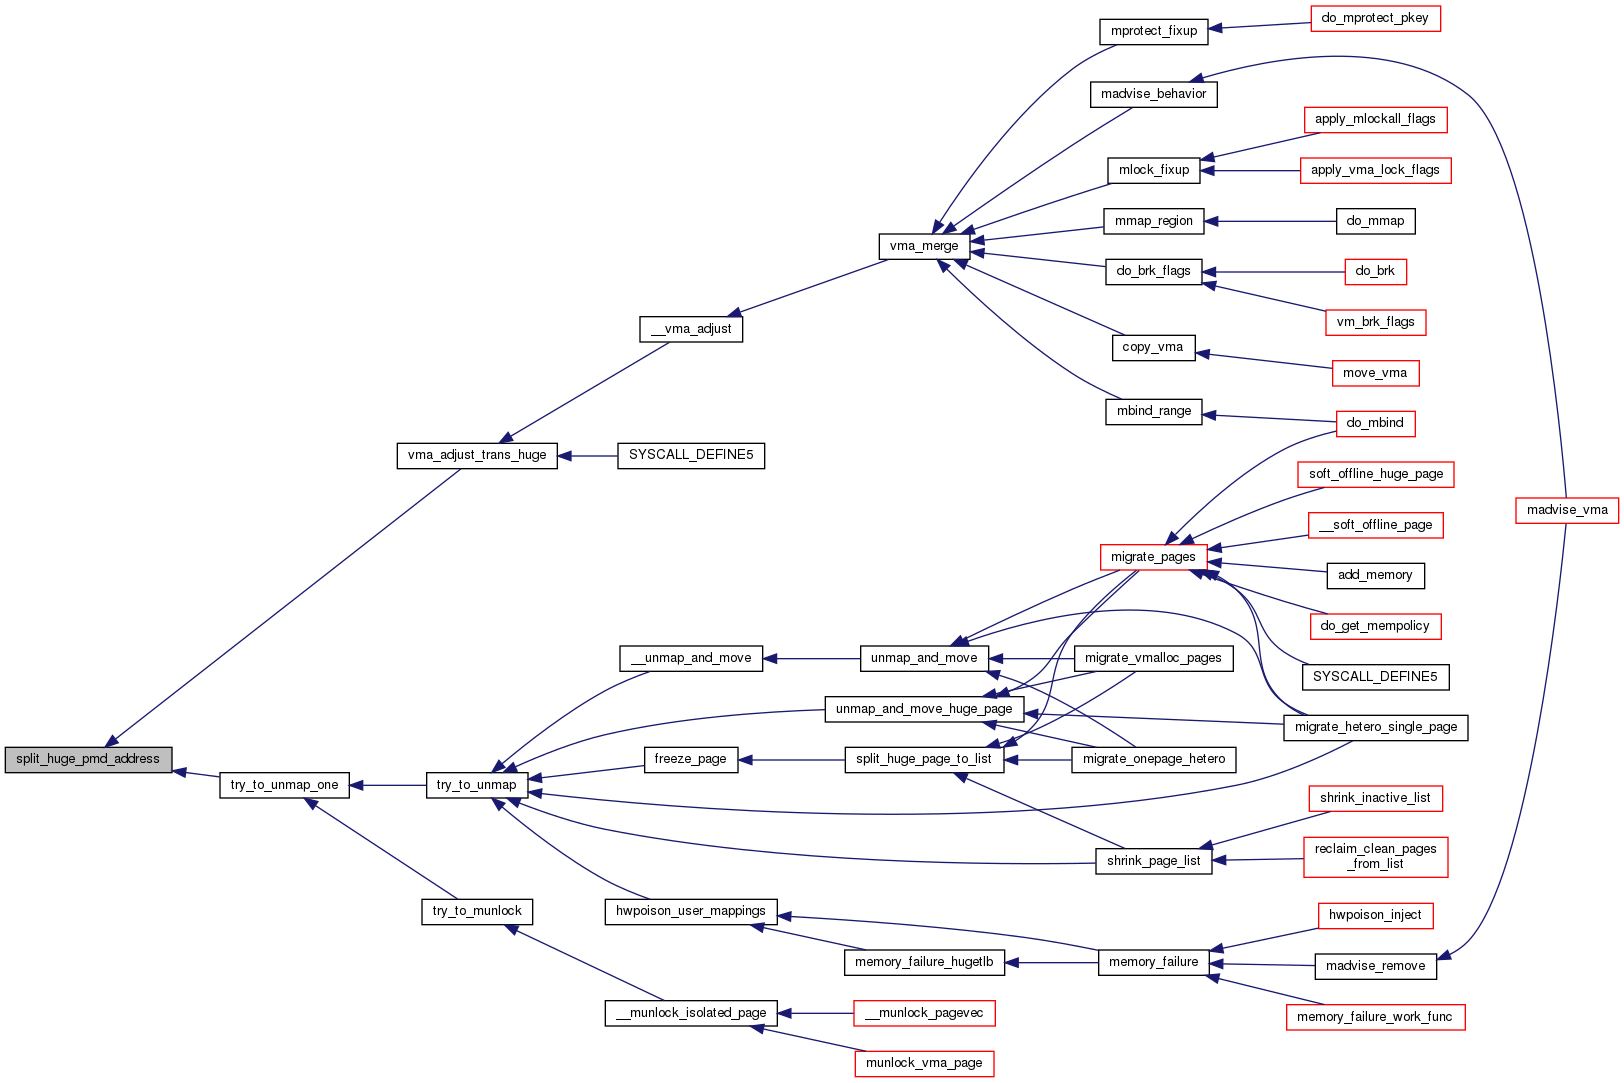 do_mprotect_pkey
mprotect_fixup
madvise_behavior
apply_mlockall_flags
mlock_fixup
apply_vma_lock_flags
mmap_region
do_mmap
vma_merge
do_brk_flags
do_brk
vm_brk_flags
__vma_adjust
copy_vma
move_vma
mbind_range
do_mbind
vma_adjust_trans_huge
SYSCALL_DEFINE5
soft_offline_huge_page
madvise_vma
__soft_offline_page
migrate_pages
add_memory
do_get_mempolicy
__unmap_and_move
unmap_and_move
migrate_vmalloc_pages
SYSCALL_DEFINE5
unmap_and_move_huge_page
migrate_hetero_single_page
split_huge_pmd_address
freeze_page
split_huge_page_to_list
migrate_onepage_hetero
try_to_unmap_one
try_to_unmap
shrink_inactive_list
shrink_page_list
reclaim_clean_pages
_from_list
try_to_munlock
hwpoison_user_mappings
hwpoison_inject
memory_failure_hugetlb
memory_failure
madvise_remove
__munlock_isolated_page
__munlock_pagevec
memory_failure_work_func
munlock_vma_page